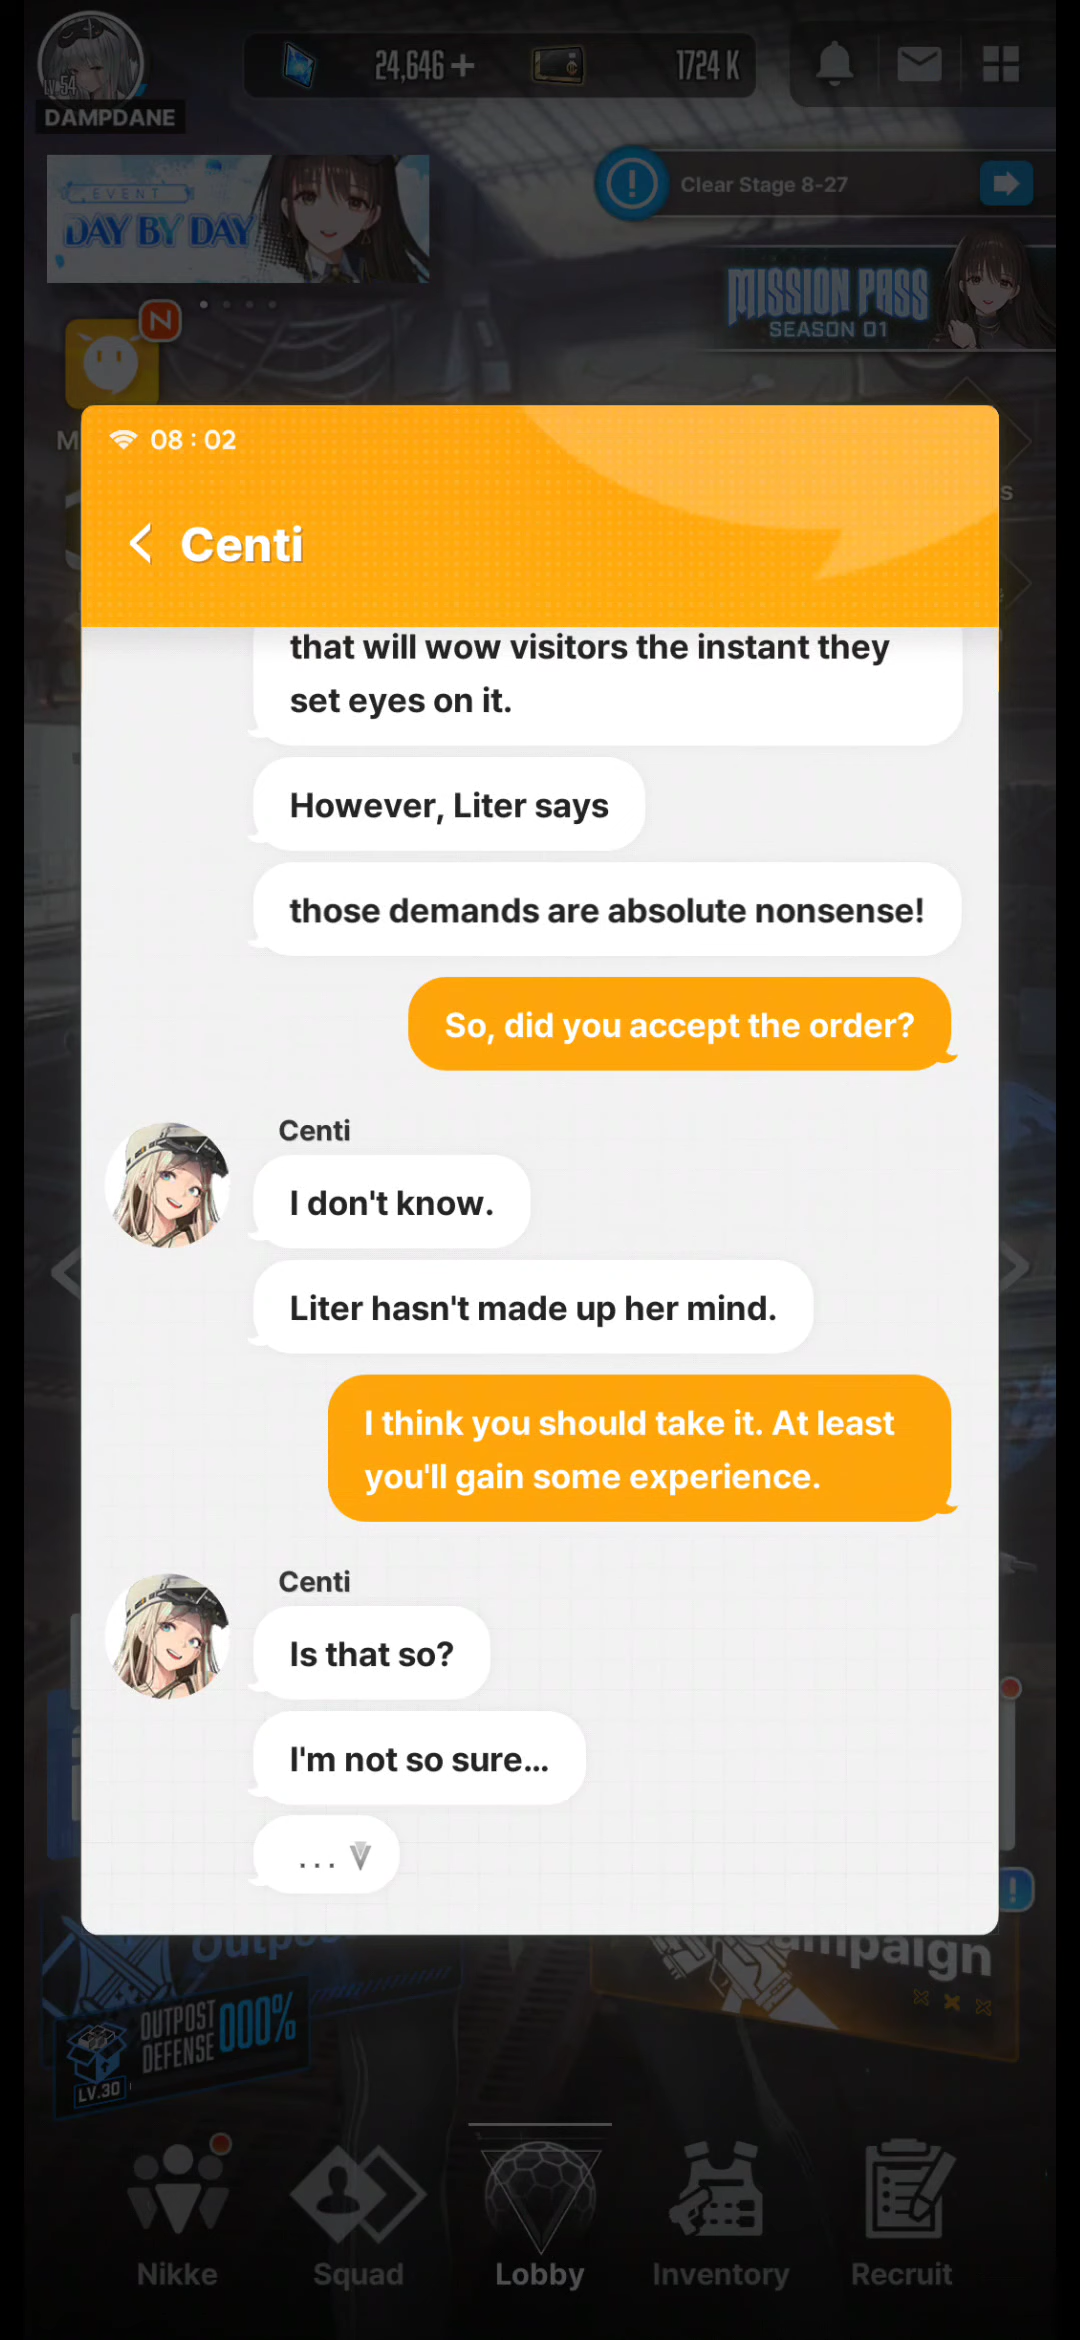 LV.54
24,646
1724 K
DAMPDANE
EVENT
DAY BY DAY
Clear Stage 8-27
MISSION PASS
SEASON 01
N
M
08 : 02
s
Centi
that will wow visitors the instant they
set eyes on it.
However, Liter says
those demands are absolute nonsense!
So, did you accept the order?
Centi
I don't know.
Liter hasn't made up her mind.
I think you should take it. At least
you'll gain some experience.
Centi
Is that so?
I'm not so sure...
...
Outpost
Campaign
OUTPOST
DEFENSE
000%
LV.30
Nikke
Squad
Lobby
Inventory
Recruit